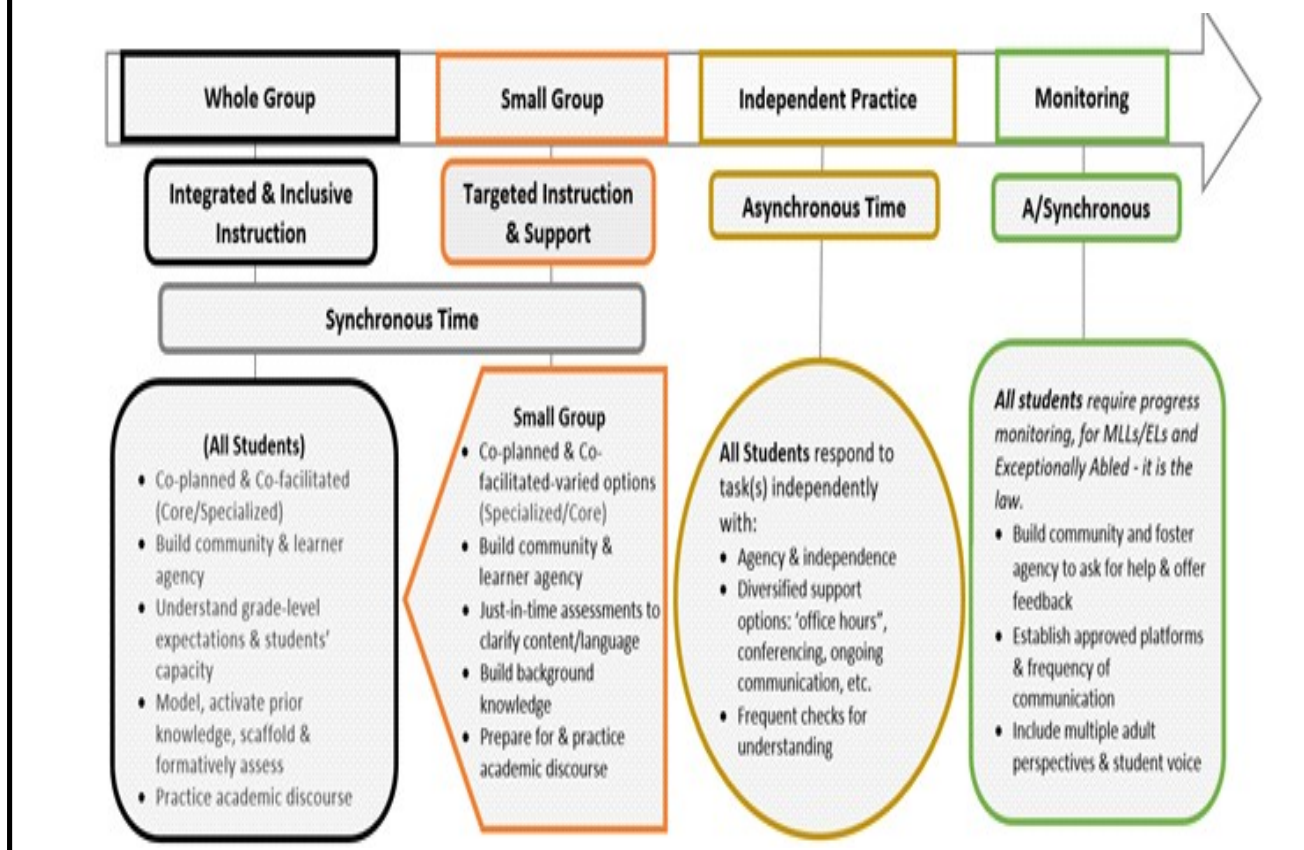 Whole Group
Small Group
Independent Practice
Monitoring
Integrated & Inclusive
Instruction
Targeted Instruction
& Support
Asynchronous Time
A/Synchronous
Synchronous Time
(All Students)
• Co-planned & Co-facilitated
(Core/Specialized)
• Build community & learner
agency
• Understand grade-level
expectations & students'
capacity
• Model, activate prior
knowledge, scaffold &
formatively assess
• Practice academic discourse
Small Group
• Co-planned & Co-
facilitated-varied options
(Specialized/Core)
• Build community &
learner agency
• Just-in-time assessments to
clarify content/language
• Build background
knowledge
• Prepare for & practice
academic discourse
All Students respond to
task(s) independently
with:
• Agency & independence
• Diversified support
options: 'office hours",
conferencing, ongoing
communication, etc.
• Frequent checks for
understanding
All students require progress
monitoring, for MLLs/ELs and
Exceptionally Abled - it is the
law.
• Build community and foster
agency to ask for help & offer
feedback
• Establish approved platforms
& frequency of
communication
• Include multiple adult
perspectives & student voice